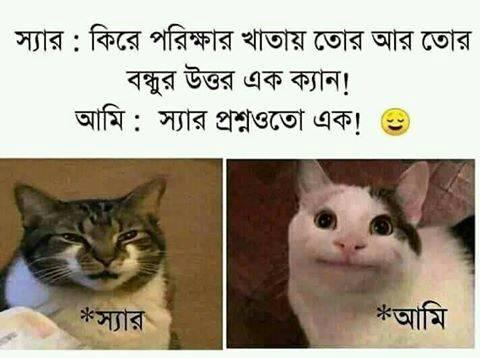 স্যার : কিরে পরিক্ষার খাতায় তোর আর তোর
বন্ধুর উত্তর এক ক্যান!
আমি : স্যার প্রশ্নওতো এক! 😌
*স্যার
*আমি